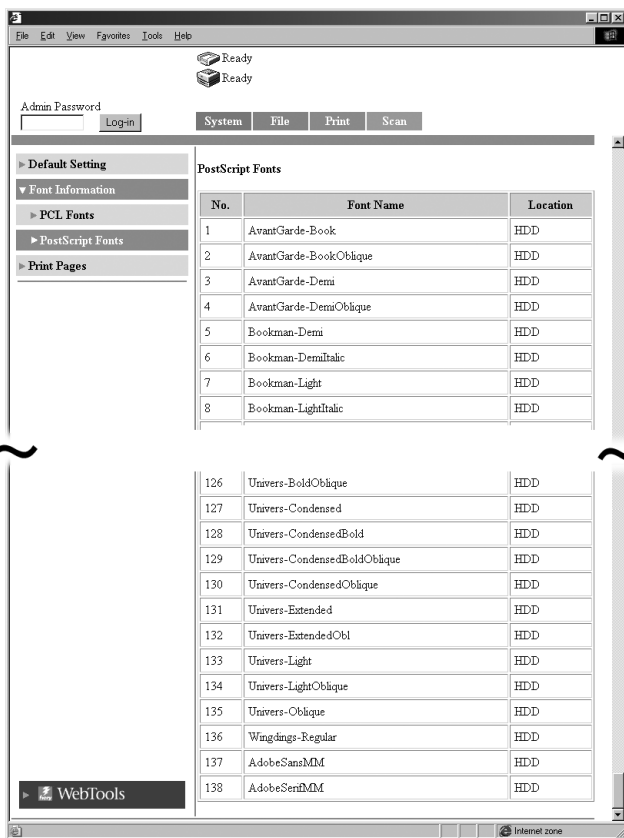 File Edit View Favorites Tools Help
Ready
Ready
Admin Password
Log-in
System File Print Scan
Default Setting
Font Information
PCL Fonts
PostScript Fonts
Print Pages
PostScript Fonts
No. Font Name Location
1 AvantGarde-Book HDD
2 AvantGarde-BookOblique HDD
3 AvantGarde-Demi HDD
4 AvantGarde-DemiOblique HDD
5 Bookman-Demi HDD
6 Bookman-DemiItalic HDD
7 Bookman-Light HDD
8 Bookman-LightItalic HDD
126 Univers-BoldOblique HDD
127 Univers-Condensed HDD
128 Univers-CondensedBold HDD
129 Univers-CondensedBoldOblique HDD
130 Univers-CondensedOblique HDD
131 Univers-Extended HDD
132 Univers-ExtendedObl HDD
133 Univers-Light HDD
134 Univers-LightOblique HDD
135 Univers-Oblique HDD
136 Wingdings-Regular HDD
137 AdobeSansMM HDD
138 AdobeSerifMM HDD
WebTools
Internet zone